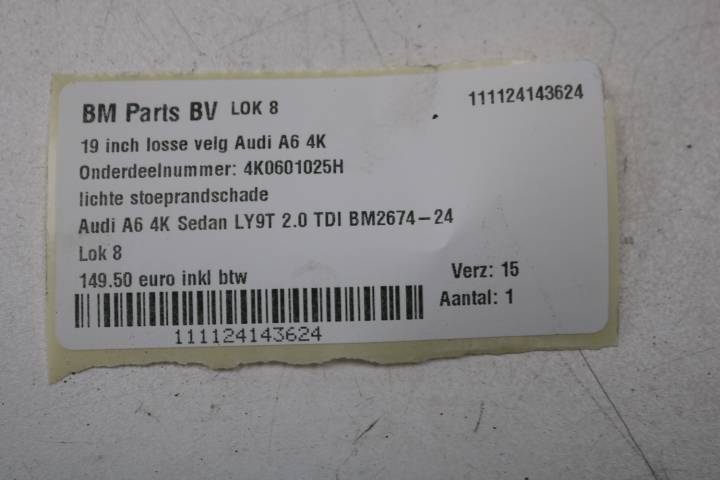 BM Parts BV LOK 8 111124143624
19 inch losse velg Audi A6 4K
Onderdeelnummer: 4K0601025H
lichte stoeprandschade
Audi A6 4K Sedan LY9T 2.0 TDI BM2674-24
Lok 8
149.50 euro inkl btw Verz: 15
Aantal: 1
111124143624